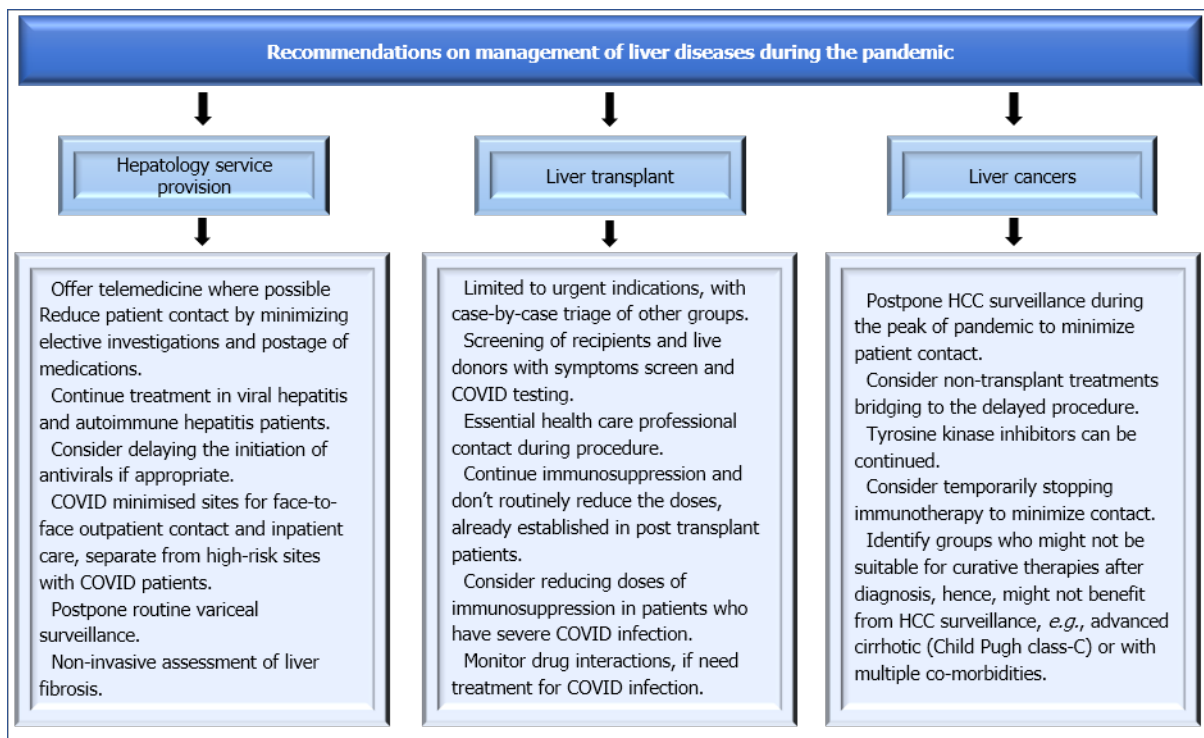 Recommendations on management of liver diseases during the pandemic
Hepatology service
provision
Offer telemedicine where possible
Reduce patient contact by minimizing
elective investigations and postage of
medications.
Continue treatment in viral hepatitis
and autoimmune hepatitis patients.
Consider delaying the initiation of
antivirals if appropriate.
COVID minimised sites for face-to-
face outpatient contact and inpatient
care, separate from high-risk sites
with COVID patients.
Postpone routine variceal
surveillance.
Non-invasive assessment of liver
fibrosis.
Liver transplant
Limited to urgent indications, with
case-by-case triage of other groups.
Screening of recipients and live
donors with symptoms screen and
COVID testing.
Essential health care professional
contact during procedure.
Continue immunosuppression and
don’t routinely reduce the doses,
already established in post transplant
patients.
Consider reducing doses of
immunosuppression in patients who
have severe COVID infection.
Monitor drug interactions, if need
treatment for COVID infection.
Liver cancers
Postpone HCC surveillance during
the peak of pandemic to minimize
patient contact.
Consider non-transplant treatments
bridging to the delayed procedure.
Tyrosine kinase inhibitors can be
continued.
Consider temporarily stopping
immunotherapy to minimize contact.
Identify groups who might not be
suitable for curative therapies after
diagnosis, hence, might not benefit
from HCC surveillance, e.g., advanced
cirrhotic (Child Pugh class-C) or with
multiple co-morbidities.